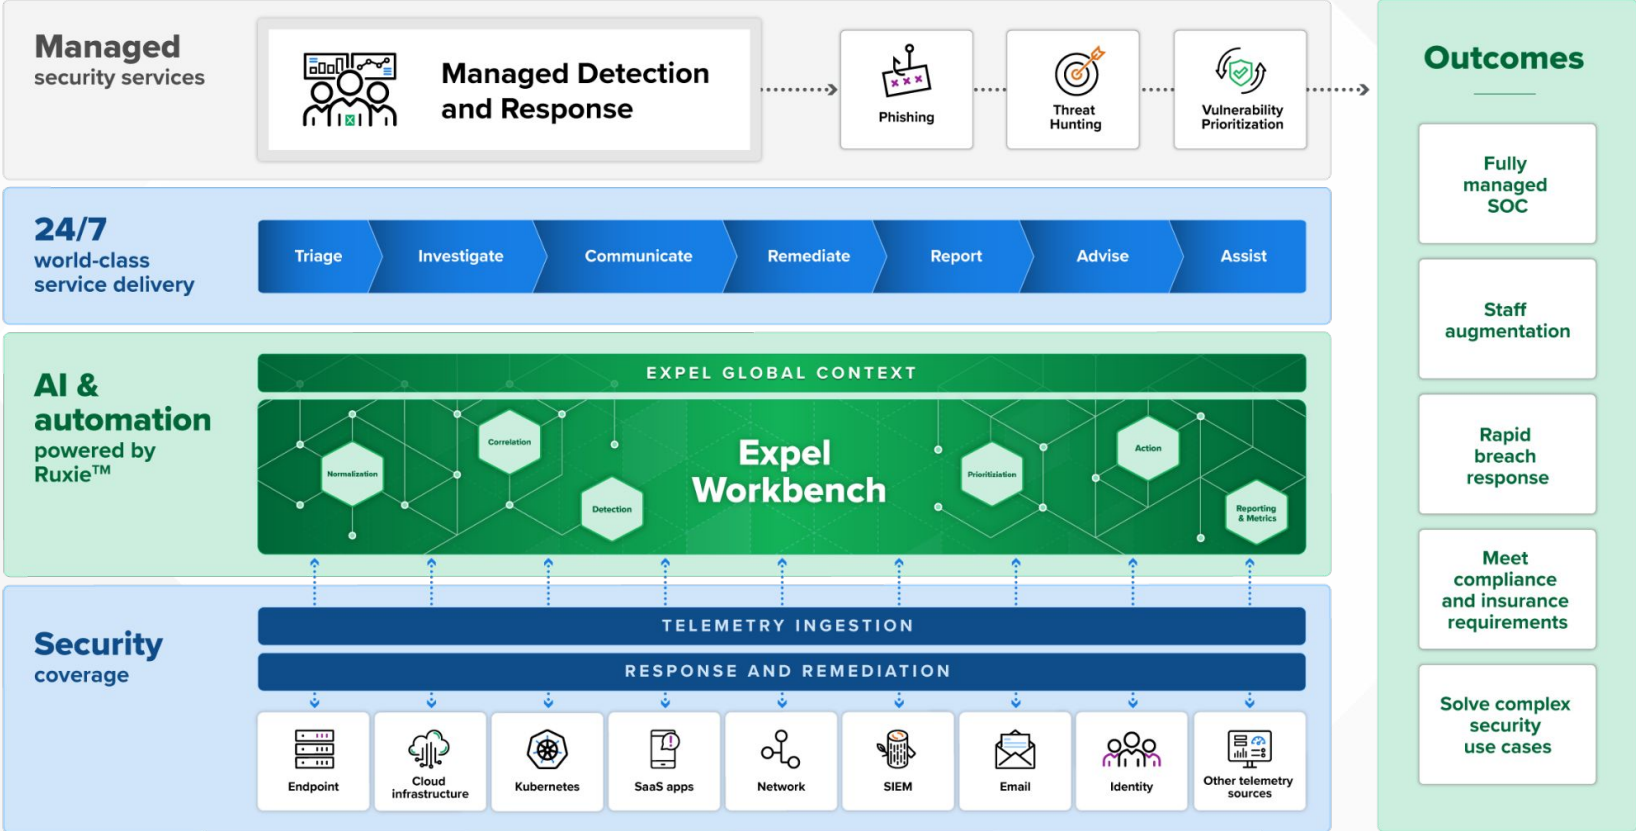 Managed
security services
Managed Detection
and Response
Phishing
Threat
Hunting
Vulnerability
Prioritization
24/7
world-class
service delivery
Triage
Investigate
Communicate
Remediate
Report
Advise
Assist
AI &
automation
powered by
Ruxie™
EXPEL GLOBAL CONTEXT
Normalization
Correlation
Detection
Expel
Workbench
Prioritiziation
Action
Reporting
& Metrics
Security
coverage
TELEMETRY INGESTION
RESPONSE AND REMEDIATION
Endpoint
Cloud
infrastructure
Kubernetes
SaaS apps
Network
SIEM
Email
Identity
Other telemetry
sources
Outcomes
Fully
managed
SOC
Staff
augmentation
Rapid
breach
response
Meet
compliance
and insurance
requirements
Solve complex
security
use cases